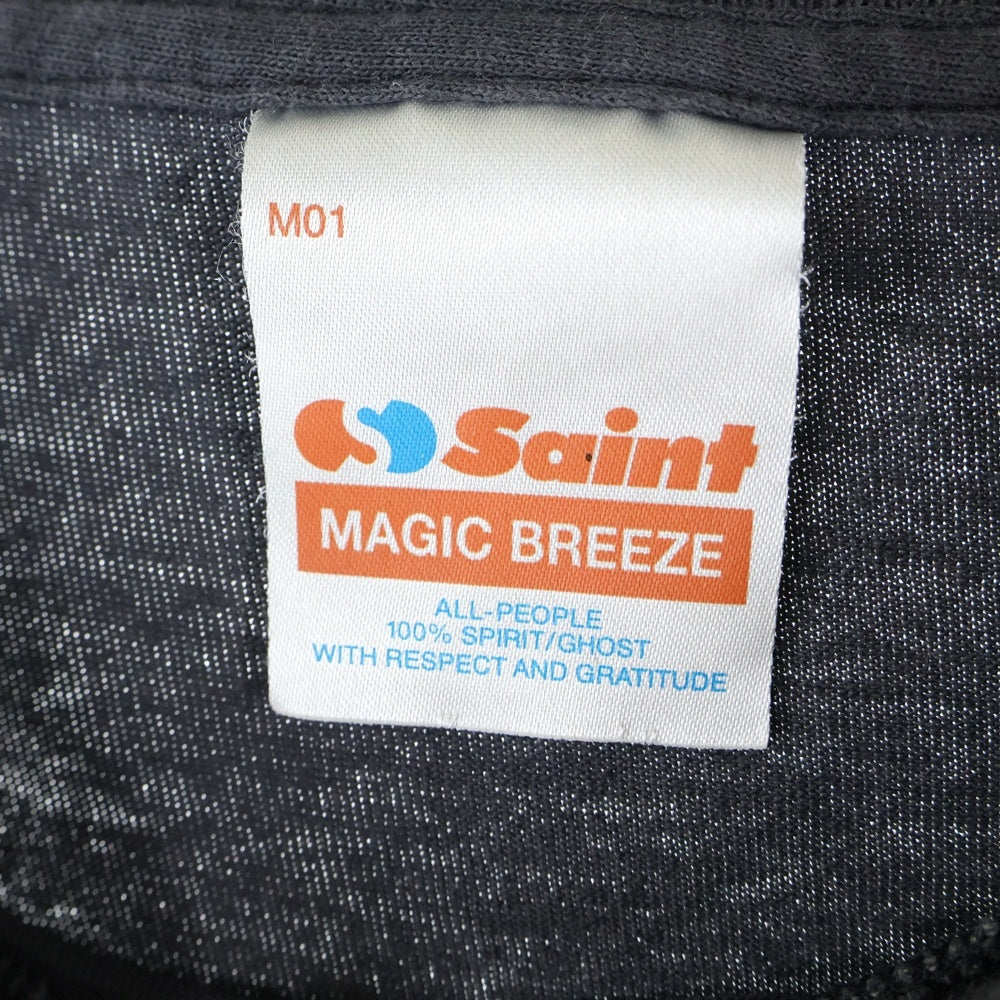 M01
Saint
MAGIC BREEZE
ALL-PEOPLE
100% SPIRIT/GHOST
WITH RESPECT AND GRATITUDE